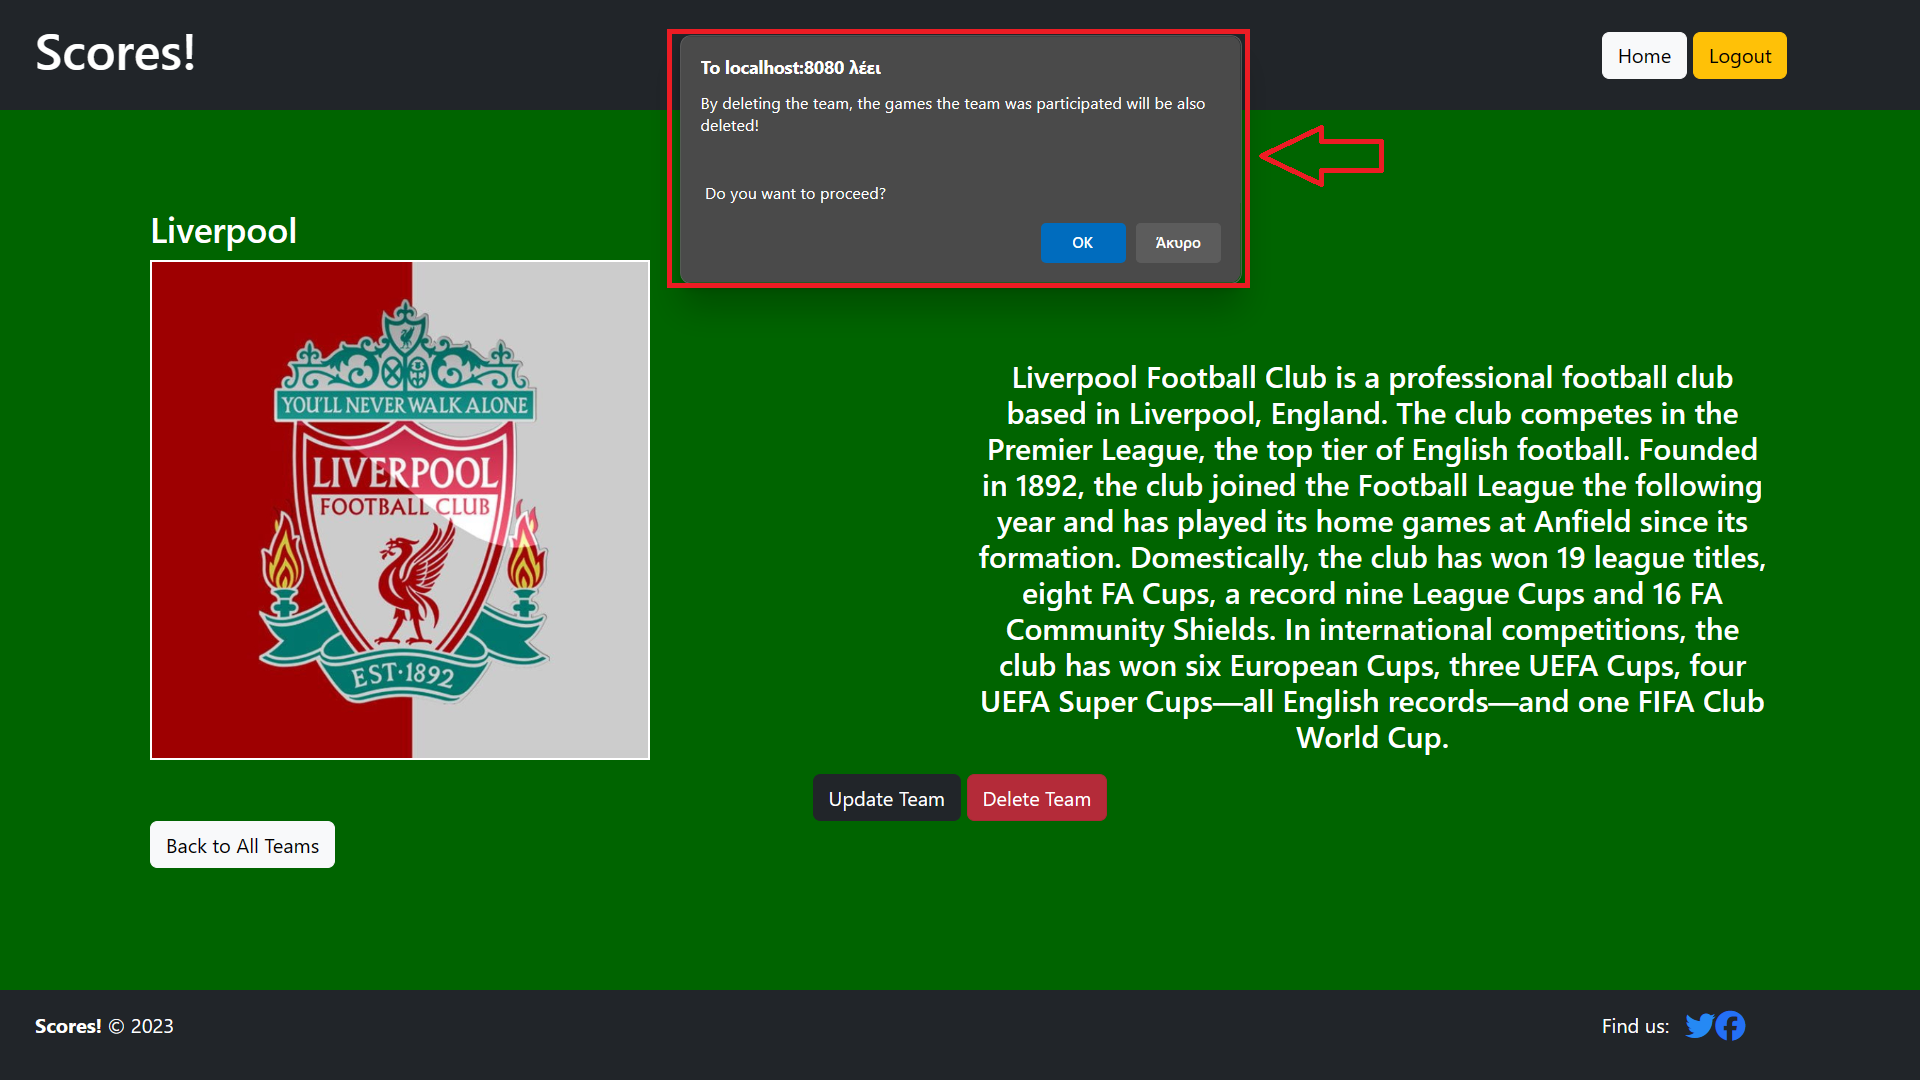 Scores!
Home
Logout
Το localhost:8080 λέει
By deleting the team, the games the team was participated will be also
deleted!
Do you want to proceed?
OK
Άκυρο
Liverpool
YOU'LL NEVER WALK ALONE
LIVERPOOL
FOOTBALL CLUB
EST·1892
Liverpool Football Club is a professional football club
based in Liverpool, England. The club competes in the
Premier League, the top tier of English football. Founded
in 1892, the club joined the Football League the following
year and has played its home games at Anfield since its
formation. Domestically, the club has won 19 league titles,
eight FA Cups, a record nine League Cups and 16 FA
Community Shields. In international competitions, the
club has won six European Cups, three UEFA Cups, four
UEFA Super Cups—all English records—and one FIFA Club
World Cup.
Update Team
Delete Team
Back to All Teams
Scores! © 2023
Find us: